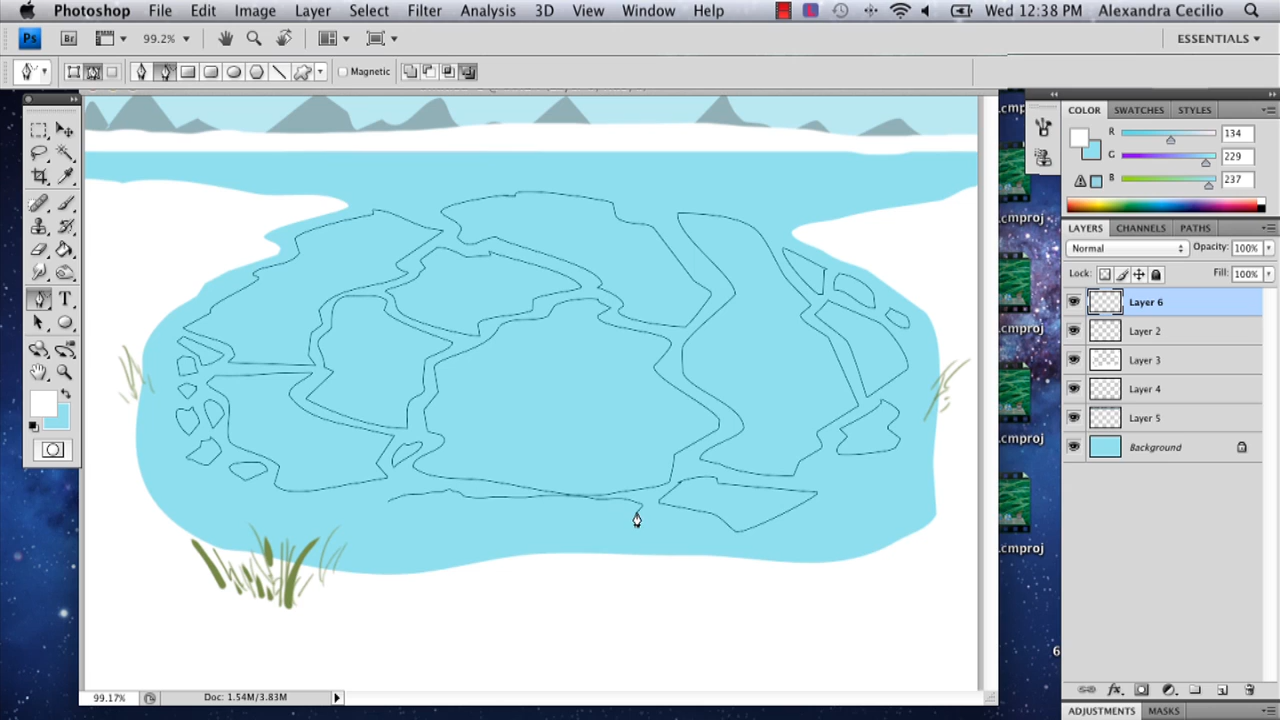 Photoshop File Edit Image Layer Select Filter Analysis 3D View Window Help Wed 12:38 PM Alexandra Cecilio
Ps Br 99.2% ESSENTIALS
Magnetic
COLOR SWATCHES STYLES
R 134
G 229
B 237
LAYERS CHANNELS PATHS
Normal Opacity: 100%
Lock: Fill: 100%
Layer 6
Layer 2
Layer 3
Layer 4
Layer 5
Background
.cmproj
.cmproj
.cmproj
.cmproj
.cmproj
T
6
99.17% Doc: 1.54M/3.83M
fx
ADJUSTMENTS MASKS